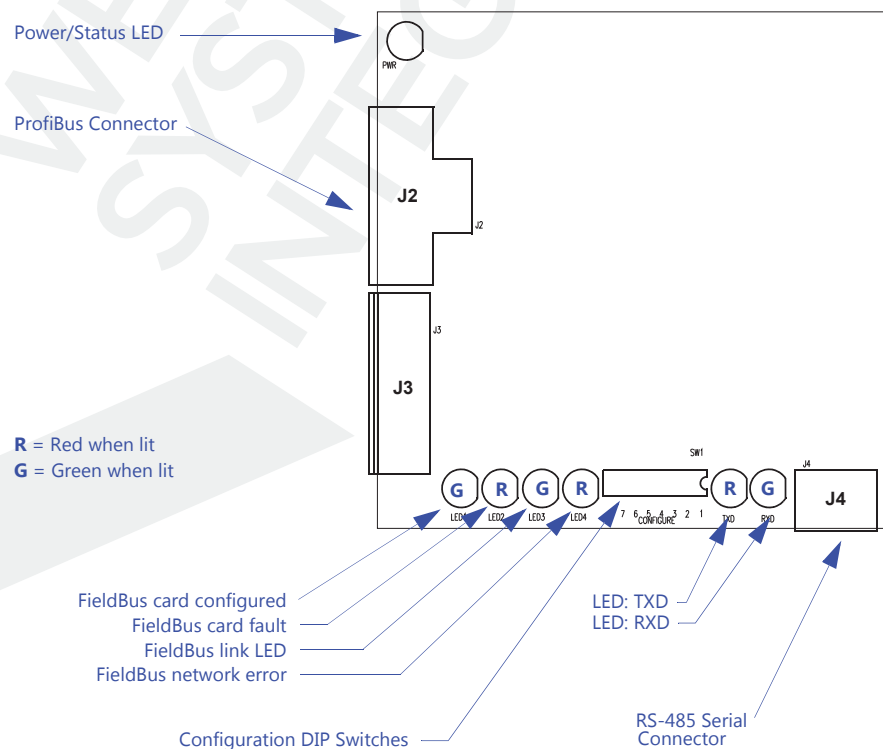 Power/Status LED
PWR
ProfiBus Connector
J2
J2
J3
J3
R = Red when lit
G = Green when lit
SW1
J4
G R G R
R G
J4
LED1 LED2 LED3 LED4
7 6 5 4 3 2 1
CONFIGURE
TXD RXD
FieldBus card configured
FieldBus card fault
FieldBus link LED
FieldBus network error
LED: TXD
LED: RXD
Configuration DIP Switches
RS-485 Serial
Connector